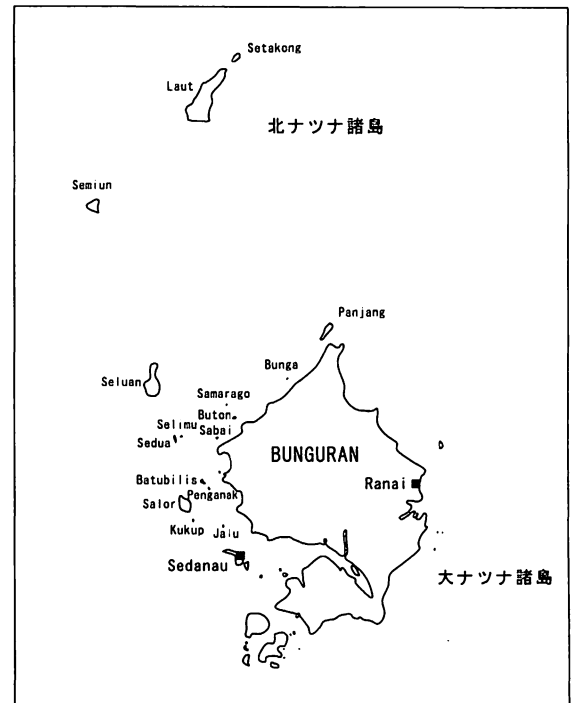 Setakong
Laut
北ナツナ諸島
Semiun
Panjang
Bunga
Seluan
Samarago
Buton
Selimu
Sabai
Sedua
BUNGURAN
Batubilis
Ranai
Penganak
Salor
Kukup
Jalu
Sedanau
大ナツナ諸島